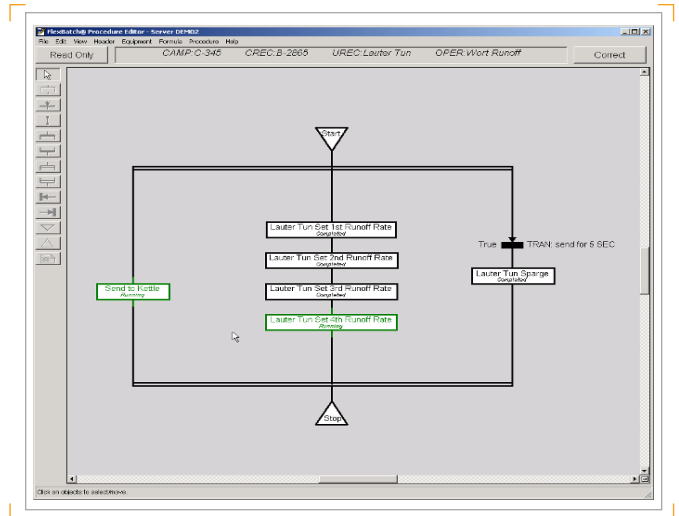 FlexBatch® Procedure Editor - Server DEMO2
File Edit View Header Equipment Formula Procedure Help
Read Only
CAMP:C-345 CREC:B-2865 UREC:Lauter Tun OPER:Wort Runoff
Correct
Start
Lauter Tun Set 1st Runoff Rate
Completed
True TRAN: send for 5 SEC
Lauter Tun Set 2nd Runoff Rate
Completed
Lauter Tun Sparge
Completed
Send to Kettle
Running
Lauter Tun Set 3rd Runoff Rate
Completed
Lauter Tun Set 4th Runoff Rate
Running
Stop
Click on objects to select/move.